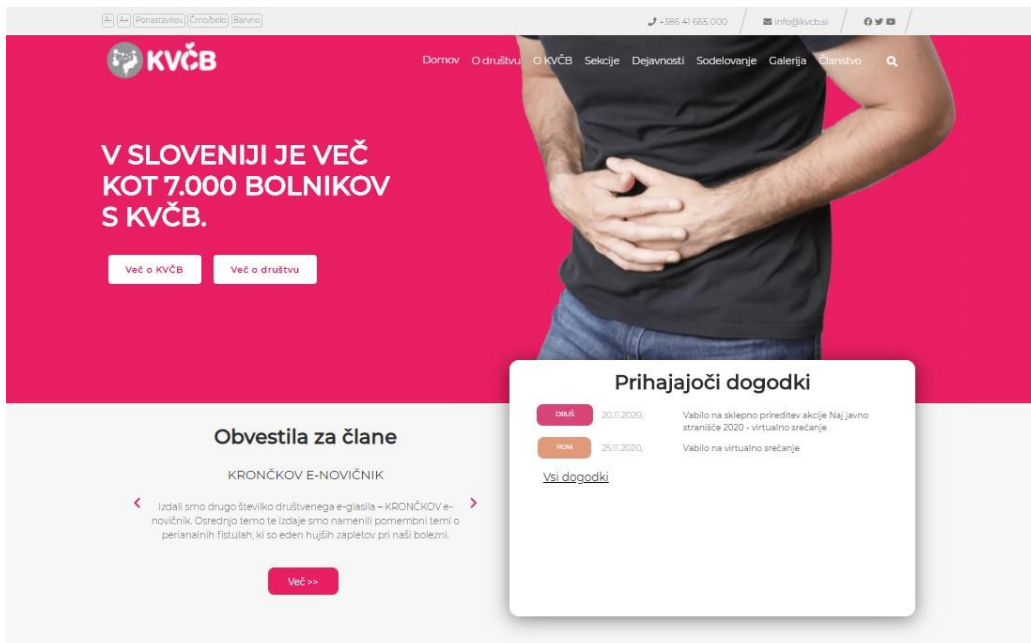 A- A+ Ponastavitev Črno/belo Barvno
+386 41 665 000 info@kvcb.si
KVČB
Domov O društvu O KVČB Sekcije Dejavnosti Sodelovanje Galerija Članstvo
V SLOVENIJI JE VEČ
KOT 7.000 BOLNIKOV
S KVČB.
Več o KVČB Več o društvu
Obvestila za člane
KRONČKOV E-NOVIČNIK
Izdali smo drugo številko društvenega e-glasila – KRONČKOV e-
novičnik. Osrednjo temo te izdaje smo namenili pomembni temi o
perianalnih fistulah, ki so eden hujših zapletov pri naši bolezni.
Več >>
Prihajajoči dogodki
ORUŠ 20.11.2020, Vabilo na sklepno prireditev akcije Naj javno
stranišče 2020 - virtualno srečanje
POM 25.11.2020, Vabilo na virtualno srečanje
Vsi dogodki